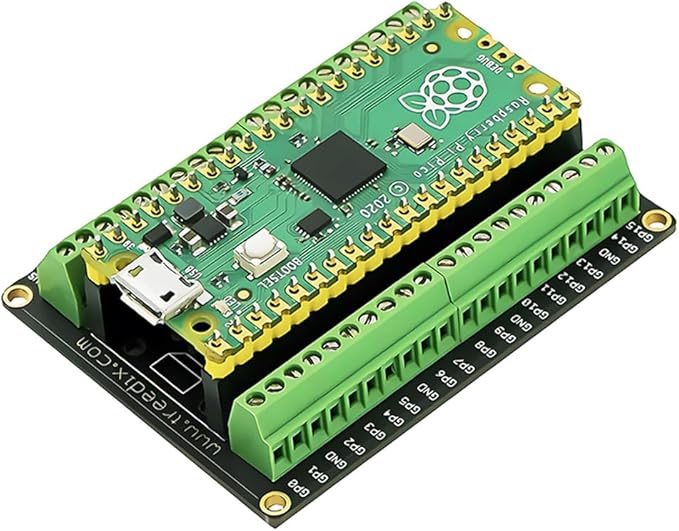 DEBUG
Raspberry Pi Pico
© 2020
BOOTSEL
USB
LED
www.treedix.com
GP0
GP1
GND
GP2
GP3
GP4
GP5
GND
GP6
GP7
GP8
GP9
GND
GP10
GP11
GP12
GP13
GND
GP14
GP15